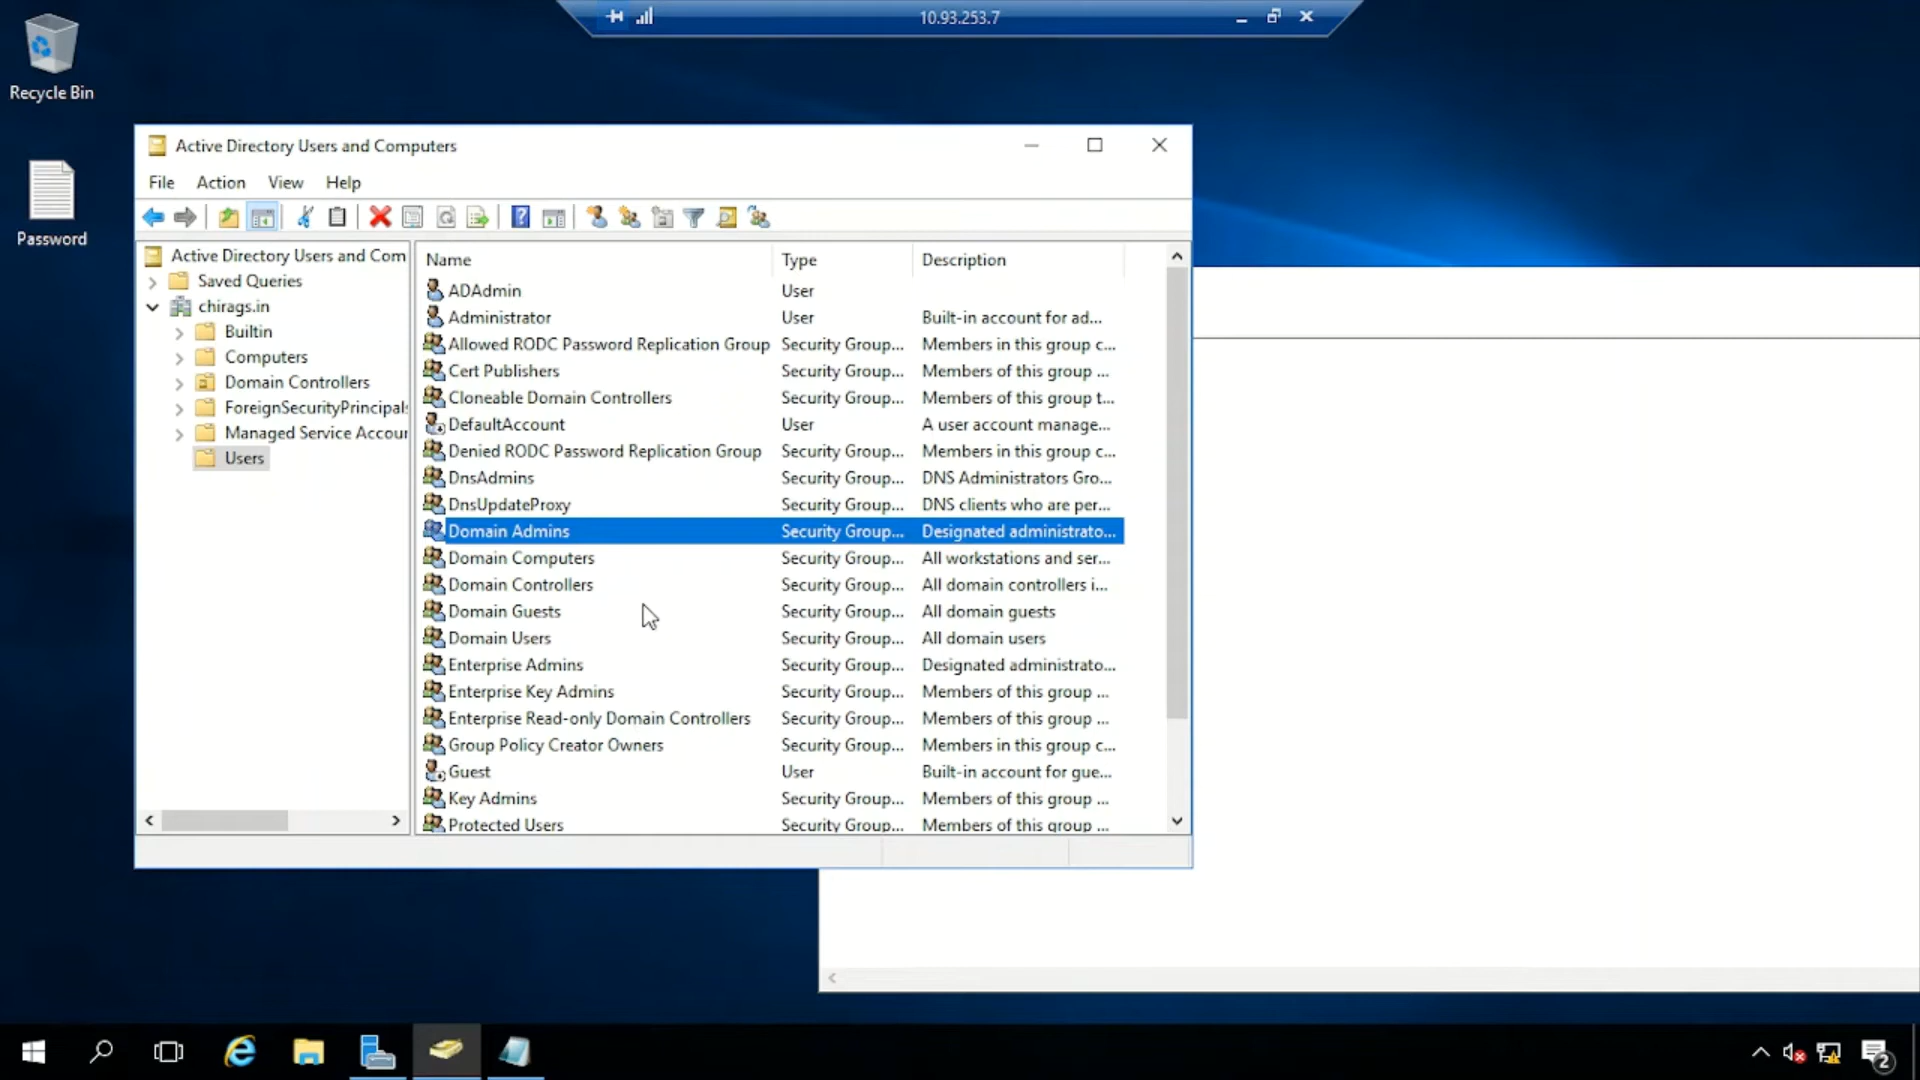 10.93.253.7
Recycle Bin
Password
Active Directory Users and Computers
File Action View Help
Active Directory Users and Com
Saved Queries
chirags.in
Builtin
Computers
Domain Controllers
ForeignSecurityPrincipals
Managed Service Accour
Users
Name Type Description
ADAdmin User
Administrator User Built-in account for ad...
Allowed RODC Password Replication Group Security Group... Members in this group c...
Cert Publishers Security Group... Members of this group ...
Cloneable Domain Controllers Security Group... Members of this group t...
DefaultAccount User A user account manage...
Denied RODC Password Replication Group Security Group... Members in this group c...
DnsAdmins Security Group... DNS Administrators Gro...
DnsUpdateProxy Security Group... DNS clients who are per...
Domain Admins Security Group... Designated administrato...
Domain Computers Security Group... All workstations and ser...
Domain Controllers Security Group... All domain controllers i...
Domain Guests Security Group... All domain guests
Domain Users Security Group... All domain users
Enterprise Admins Security Group... Designated administrato...
Enterprise Key Admins Security Group... Members of this group ...
Enterprise Read-only Domain Controllers Security Group... Members of this group ...
Group Policy Creator Owners Security Group... Members in this group c...
Guest User Built-in account for gue...
Key Admins Security Group... Members of this group ...
Protected Users Security Group... Members of this group ...
2